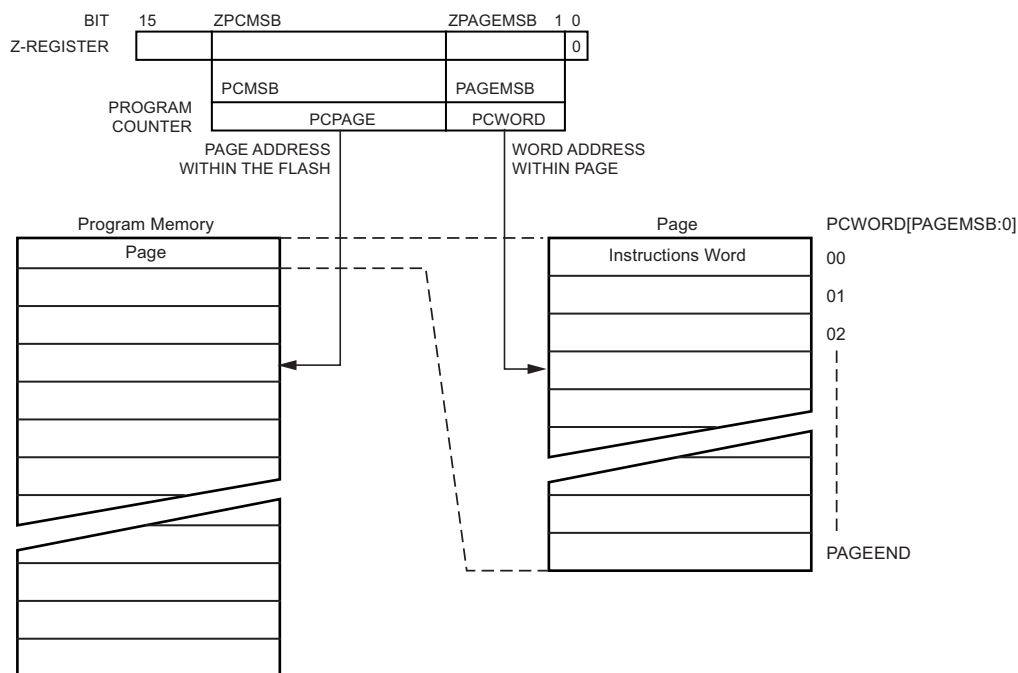 BIT 15 ZPCMSB ZPAGEMSB 1 0
Z-REGISTER 0
PCMSB PAGEMSB
PROGRAM
COUNTER
PCPAGE PCWORD
PAGE ADDRESS
WITHIN THE FLASH
WORD ADDRESS
WITHIN PAGE
Program Memory
Page
Page PCWORD[PAGEMSB:0]
Instructions Word 00
01
02
PAGEEND